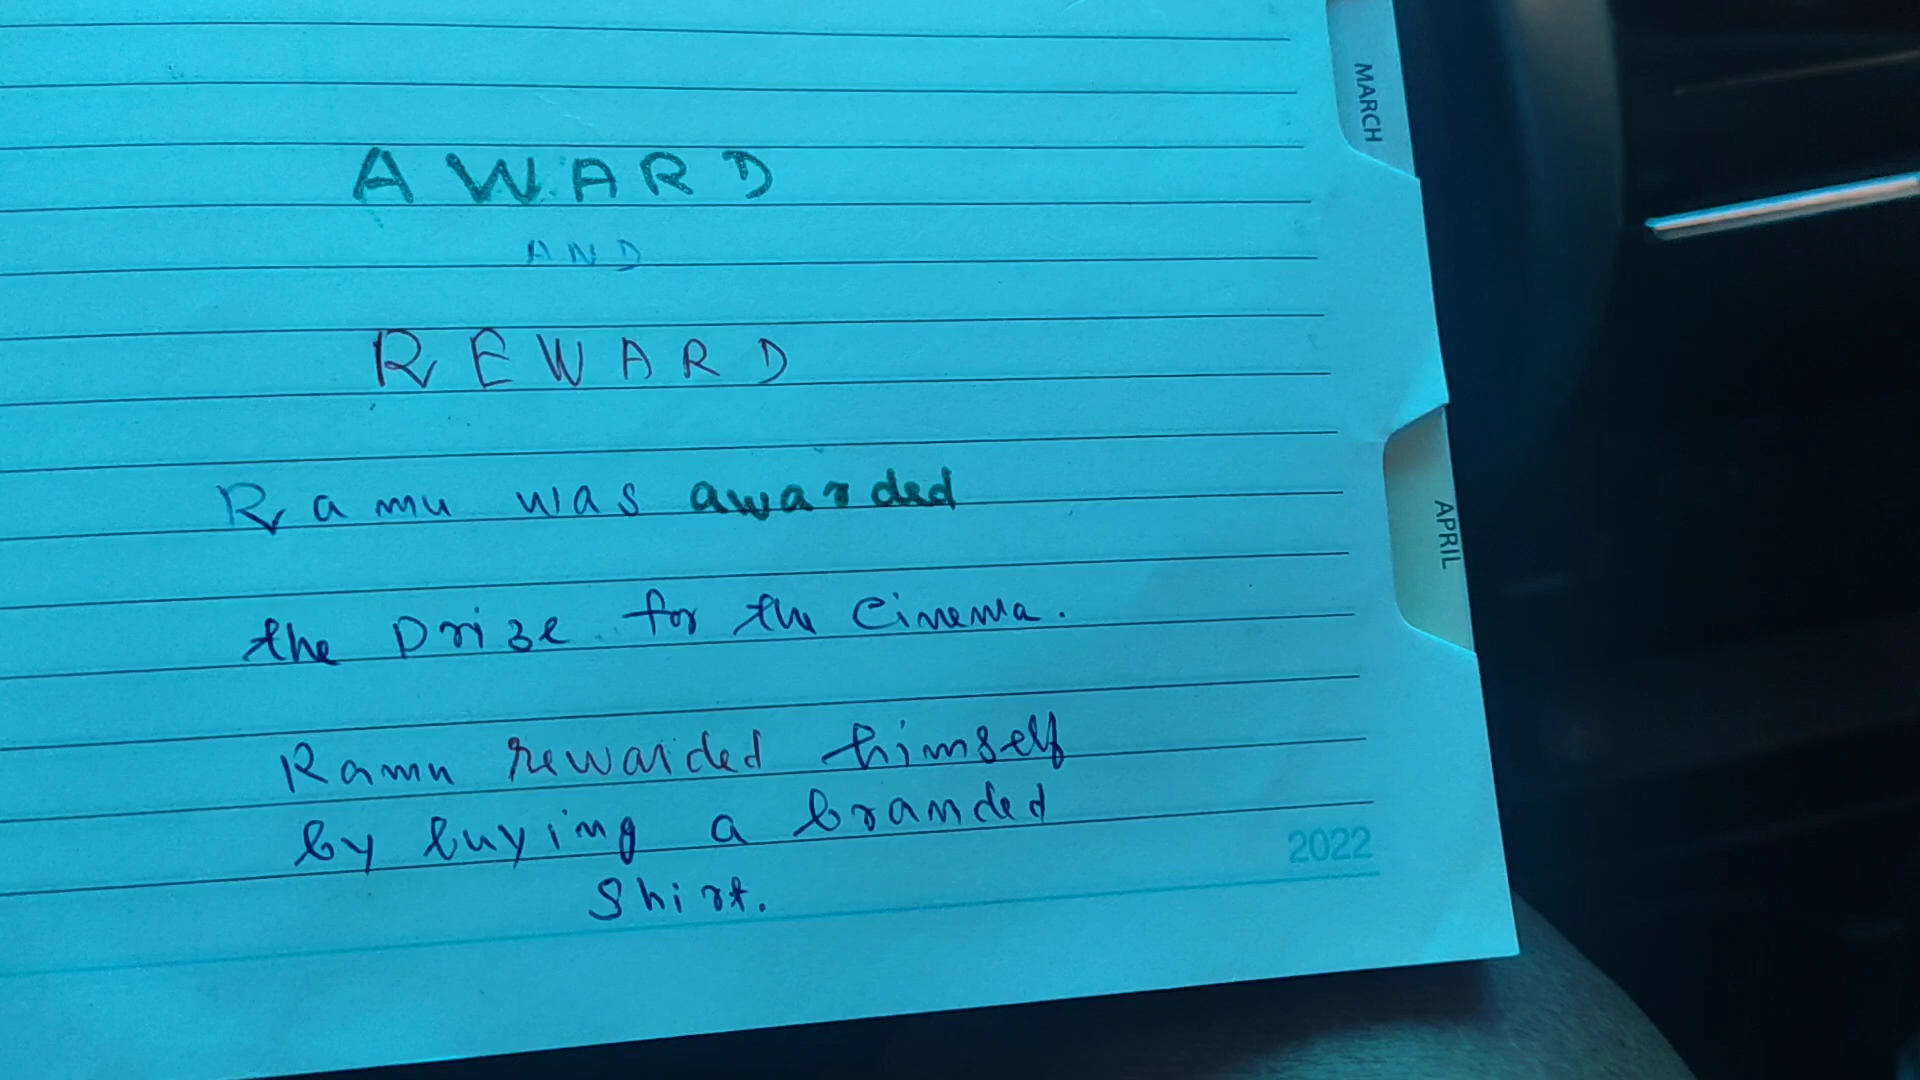 MARCH
AWARD
AND
REWARD
Ramu was awarded
APRIL
the Prize for the Cinema.
Ramu rewarded himself
by buying a branded
2022
Shirt.